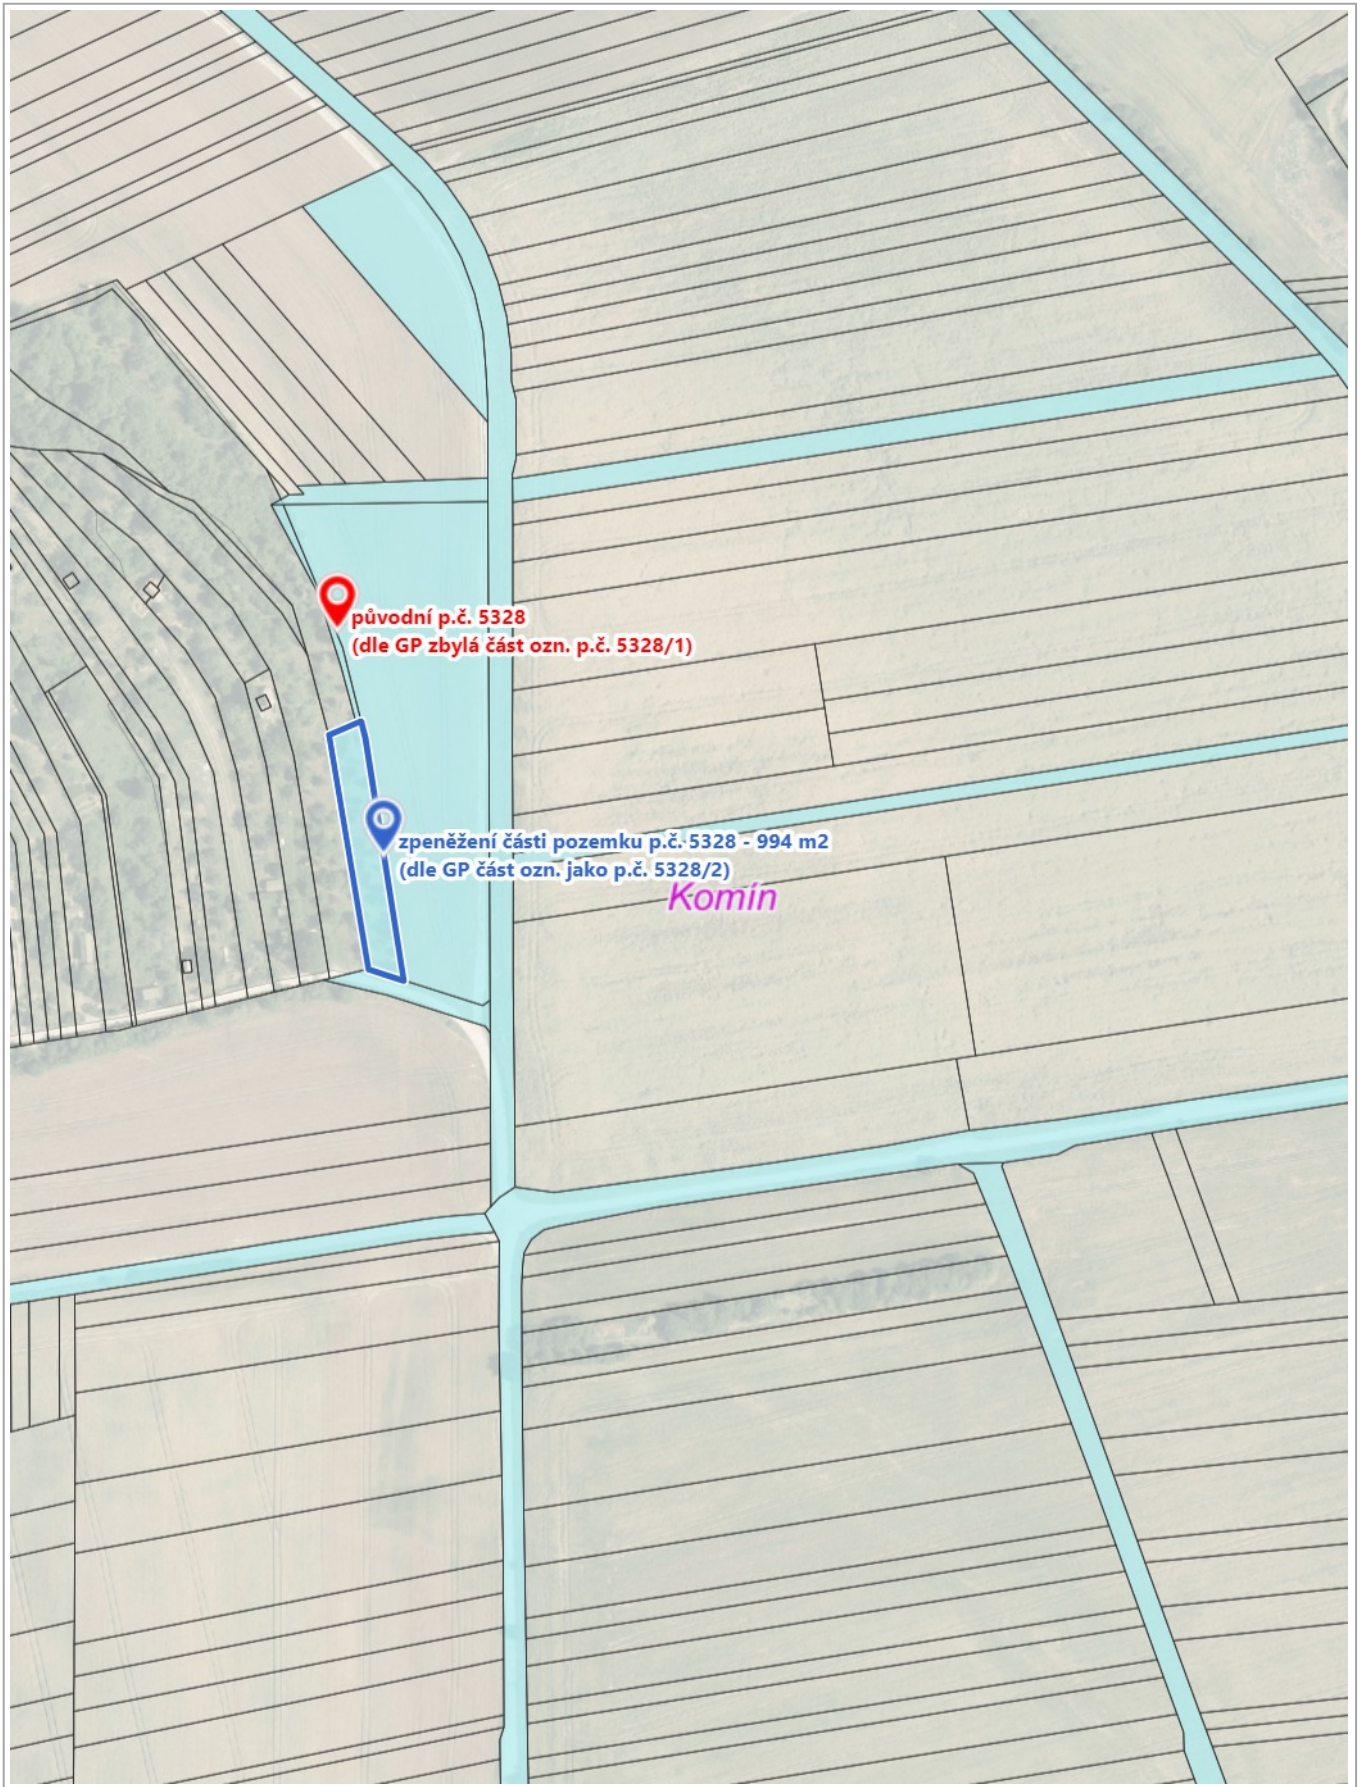 původní p.č. 5328
(dle GP zbylá část ozn. p.č. 5328/1)
zpeněžení části pozemku p.č. 5328 - 994 m2
(dle GP část ozn. jako p.č. 5328/2)
Komín